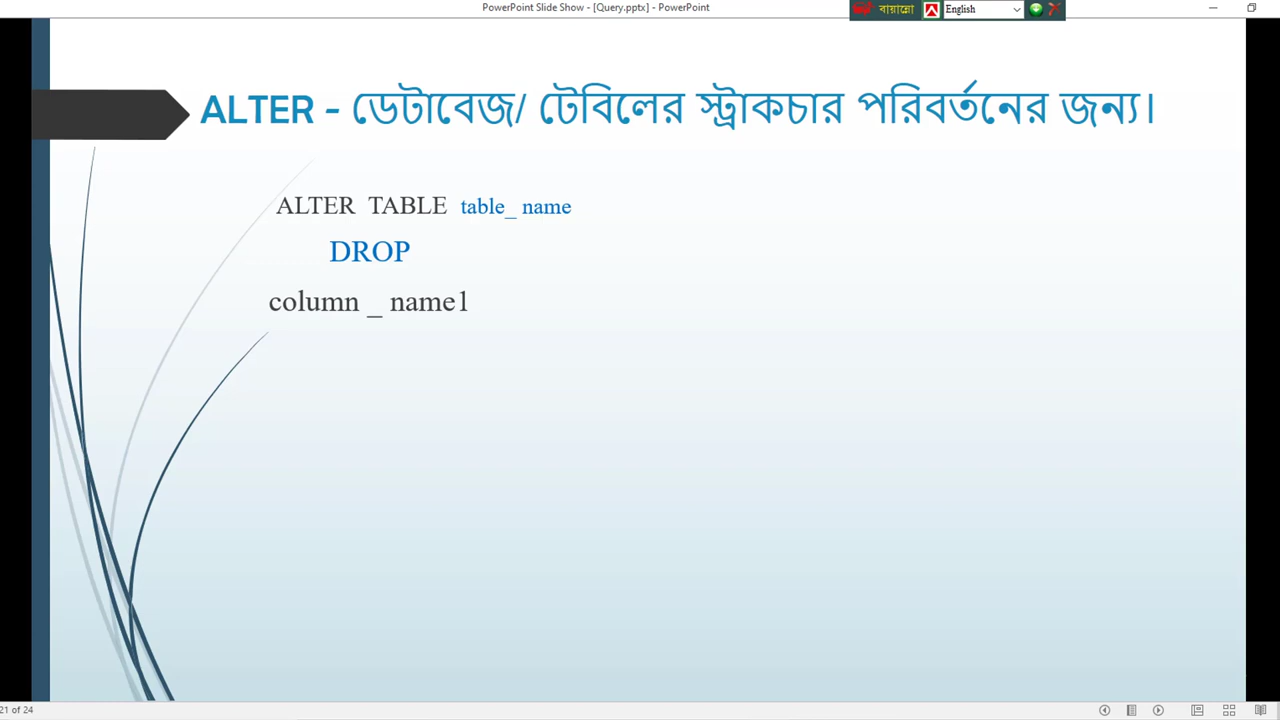 PowerPoint Slide Show - [Query.pptx] - PowerPoint
বায়ান্নো
English
ALTER - ডেটাবেজ/ টেবিলের স্ট্রাকচার পরিবর্তনের জন্য।
ALTER TABLE table_ name
DROP
column _ name1
21 of 24